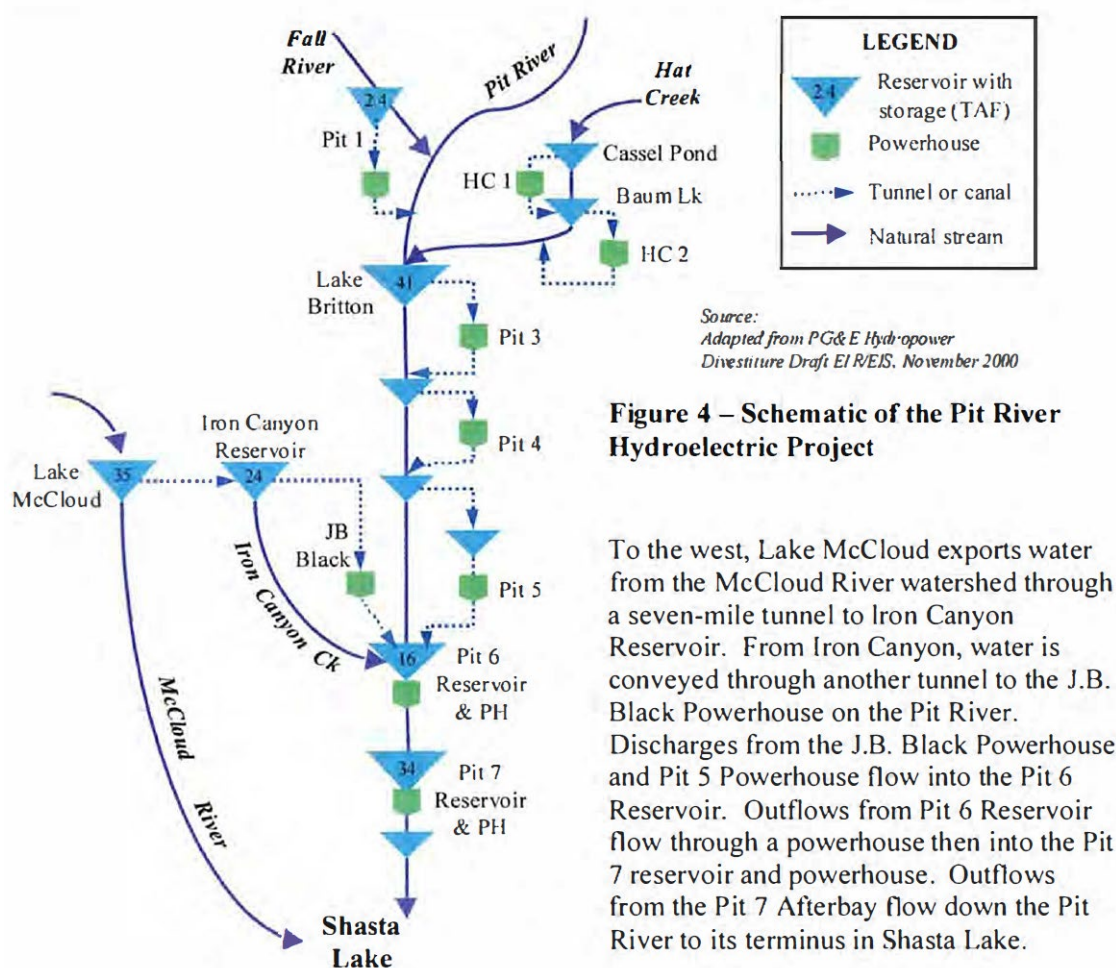 Fall
River
Pit River
Hat
Creek
2.4
Pit 1
HC 1
Cassel Pond
Baum Lk
HC 2
LEGEND
2.4
Reservoir with
storage (TAF)
Powerhouse
Tunnel or canal
Natural stream
Lake
Britton
41
Pit 3
Source:
Adapted from PG&E Hydropower
Divestiture Draft EIR/EIS, November 2000
Figure 4 – Schematic of the Pit River
Hydroelectric Project
Pit 4
Iron Canyon
Reservoir
Lake
McCloud
35
24
JB
Black
Pit 5
Iron Canyon Ck
16
Pit 6
Reservoir
& PH
McCloud
River
34
Pit 7
Reservoir
& PH
Shasta
Lake
To the west, Lake McCloud exports water
from the McCloud River watershed through
a seven-mile tunnel to Iron Canyon
Reservoir. From Iron Canyon, water is
conveyed through another tunnel to the J.B.
Black Powerhouse on the Pit River.
Discharges from the J.B. Black Powerhouse
and Pit 5 Powerhouse flow into the Pit 6
Reservoir. Outflows from Pit 6 Reservoir
flow through a powerhouse then into the Pit
7 reservoir and powerhouse. Outflows
from the Pit 7 Afterbay flow down the Pit
River to its terminus in Shasta Lake.